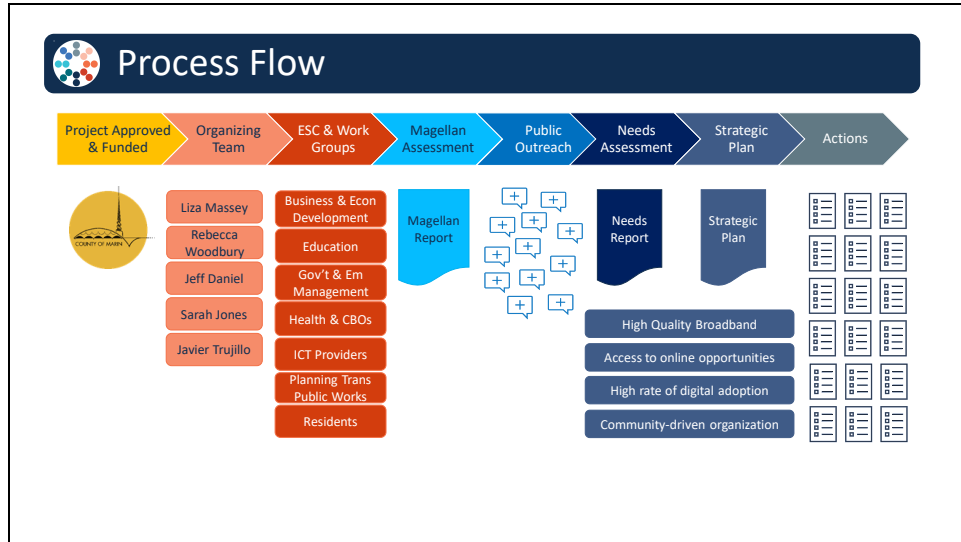 Process Flow
Project Approved
& Funded
Organizing
Team
ESC & Work
Groups
Magellan
Assessment
Public
Outreach
Needs
Assessment
Strategic
Plan
Actions
COUNTY OF MARIN
Liza Massey
Rebecca
Woodbury
Jeff Daniel
Sarah Jones
Javier Trujillo
Business & Econ
Development
Education
Gov't & Em
Management
Health & CBOs
ICT Providers
Planning Trans
Public Works
Residents
Magellan
Report
Needs
Report
Strategic
Plan
High Quality Broadband
Access to online opportunities
High rate of digital adoption
Community-driven organization